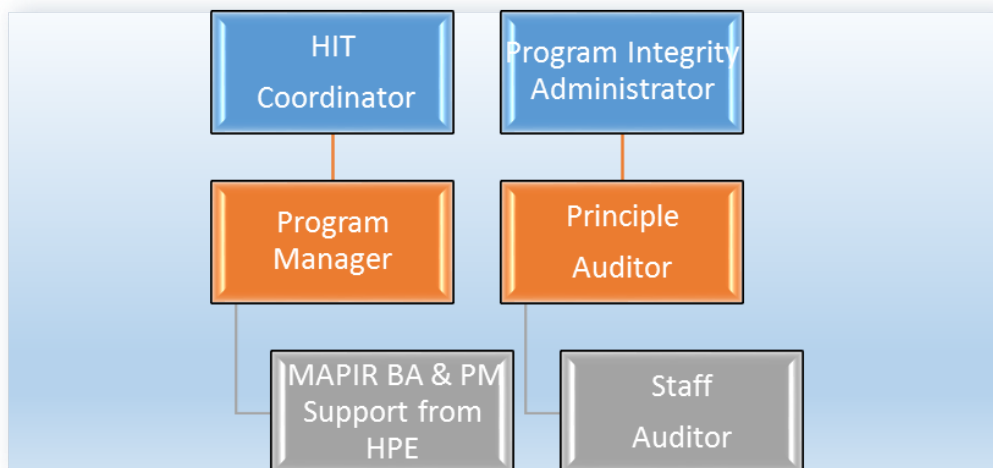 HIT
Coordinator
Program Integrity
Administrator
Program
Manager
Principle
Auditor
MAPIR BA & PM
Support from
HPE
Staff
Auditor